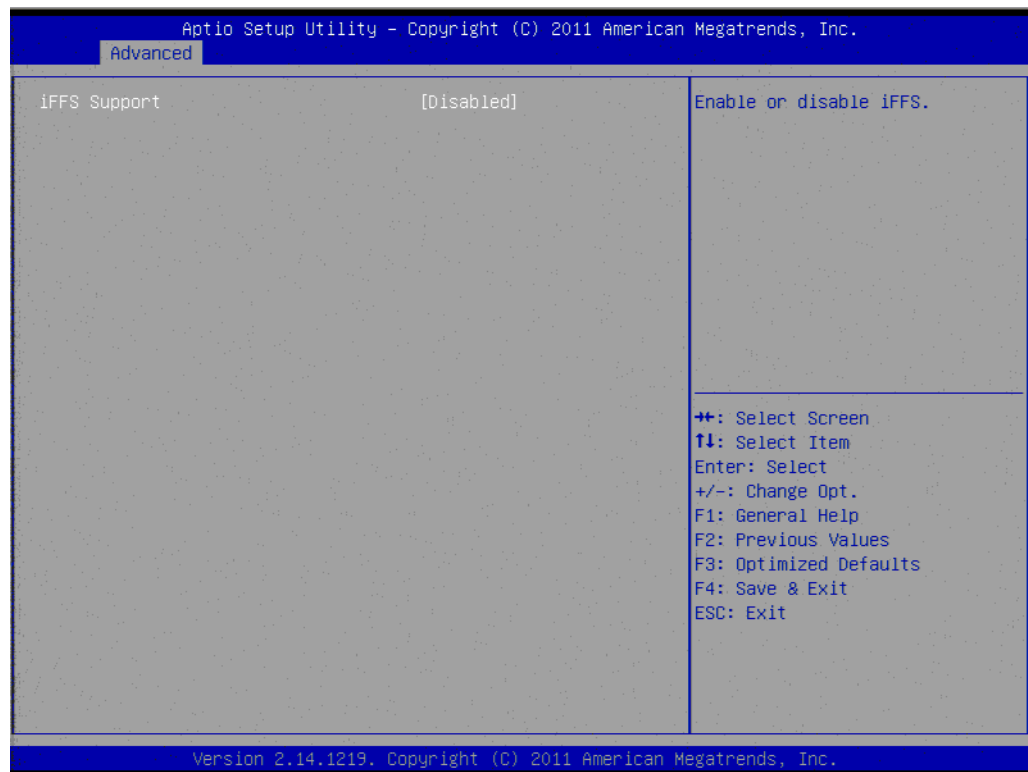 Aptio Setup Utility – Copyright (C) 2011 American Megatrends, Inc.
Advanced
iFFS Support [Disabled]
Enable or disable iFFS.
→←: Select Screen
↑↓: Select Item
Enter: Select
+/-: Change Opt.
F1: General Help
F2: Previous Values
F3: Optimized Defaults
F4: Save & Exit
ESC: Exit
Version 2.14.1219. Copyright (C) 2011 American Megatrends, Inc.